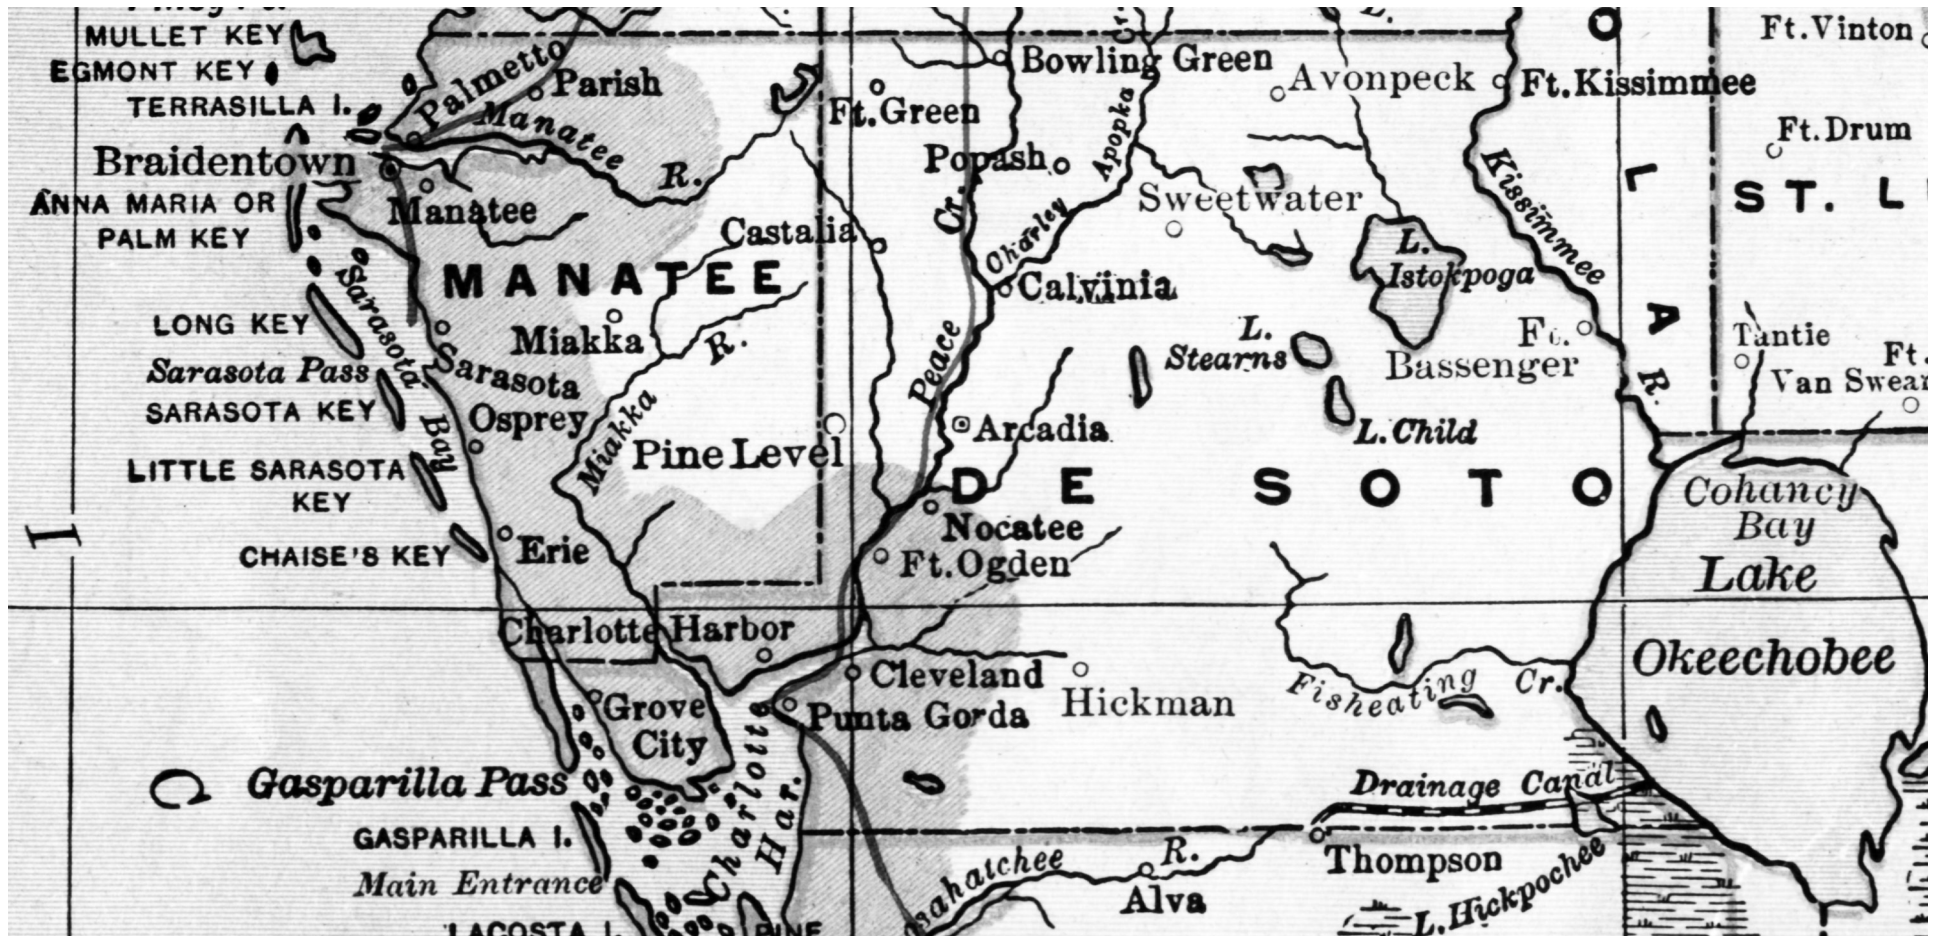 MULLET KEY
EGMONT KEY
TERRASILLA I.
Palmetto
Parish
Manatee
R.
Braidentown
ANNA MARIA OR
PALM KEY
Manatee
Bowling Green
Ft.Green
Popash
Apopka Cr.
Avonpeck
Ft.Kissimmee
Ft.Vinton
Ft.Drum
ST. L
O
L
A
R.
Kissimmee
Sweetwater
Castalia
MANATEE
Charley
Cr.
Calvinia
L.
Istokpoga
LONG KEY
Sarasota
Bay
Sarasota Pass
SARASOTA KEY
Miakka
R.
Sarasota
Osprey
Miakka
Pine Level
Peace
L.
Stearns
Ft.
Bassenger
Tantie
Ft.
Van Swear
Arcadia
L. Child
LITTLE SARASOTA
KEY
DE SOTO
Cohancy
Bay
Lake
Okeechobee
I
CHAISE'S KEY
Erie
Nocatee
Ft.Ogden
Charlotte Harbor
Cleveland
Hickman
Fisheating Cr.
Grove
City
Punta Gorda
C
Gasparilla Pass
Charlotte
Har.
Drainage Canal
GASPARILLA I.
Main Entrance
R.
Thompson
Alva
L. Hickpochee
LACOSTA I.
PINE